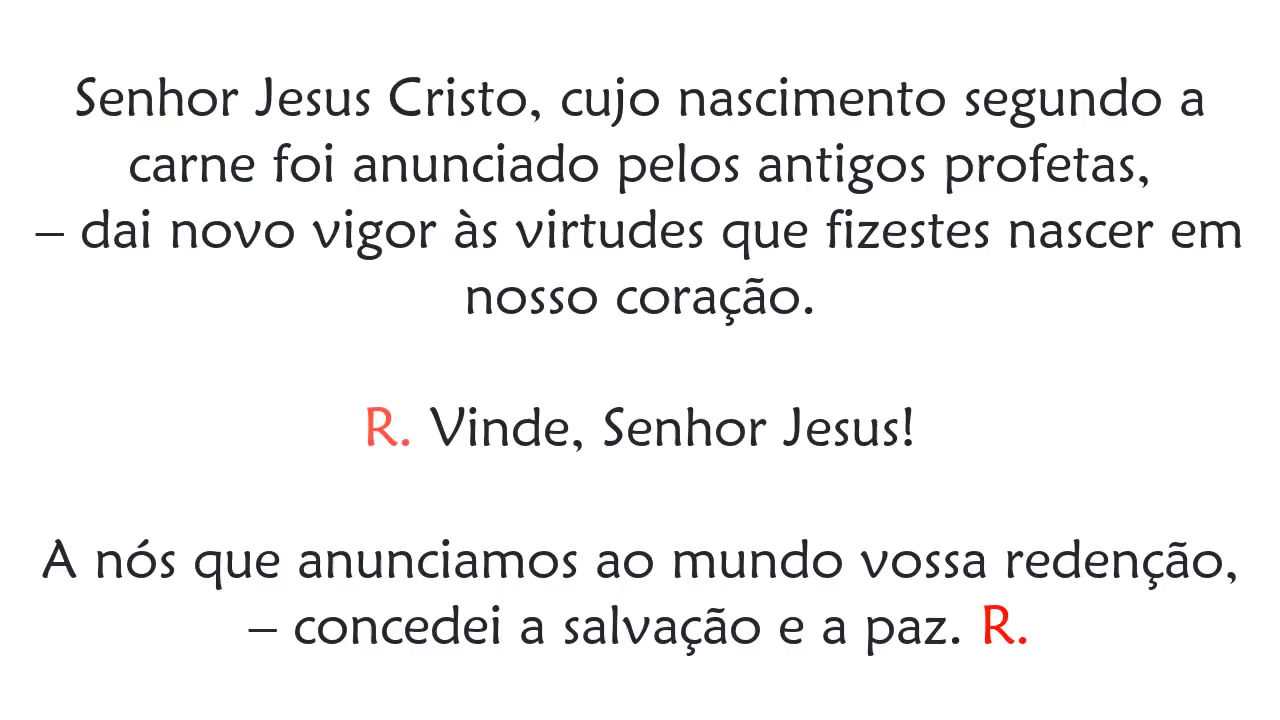 Senhor Jesus Cristo, cujo nascimento segundo a
carne foi anunciado pelos antigos profetas,
– dai novo vigor às virtudes que fizestes nascer em
nosso coração.
R. Vinde, Senhor Jesus!
A nós que anunciamos ao mundo vossa redenção,
– concedei a salvação e a paz. R.